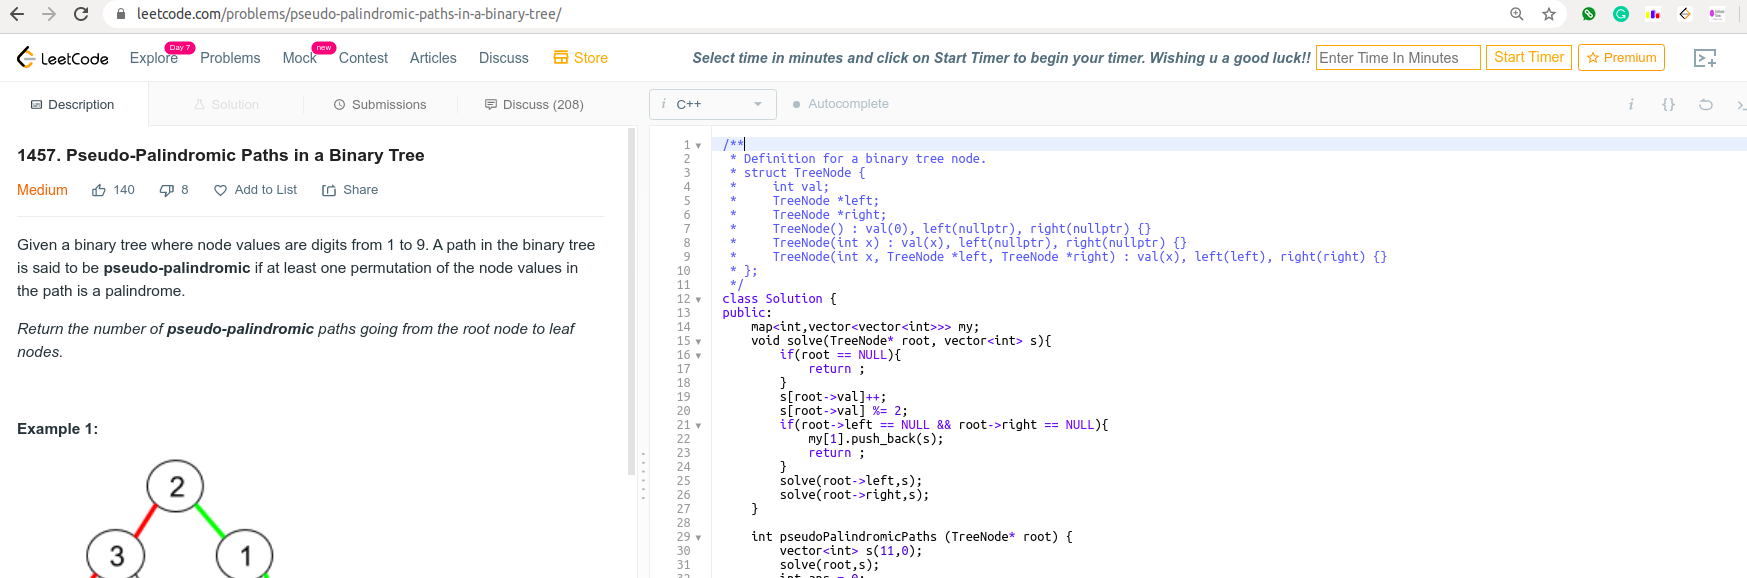 leetcode.com/problems/pseudo-palindromic-paths-in-a-binary-tree/
LeetCode
Explore
Day 7
Problems
Mock
new
Contest
Articles
Discuss
Store
Select time in minutes and click on Start Timer to begin your timer. Wishing u a good luck!!
Enter Time In Minutes
Start Timer
Premium
Description
Solution
Submissions
Discuss (208)
i C++
Autocomplete
i {}
1457. Pseudo-Palindromic Paths in a Binary Tree
Medium
140
8
Add to List
Share
Given a binary tree where node values are digits from 1 to 9. A path in the binary tree
is said to be pseudo-palindromic if at least one permutation of the node values in
the path is a palindrome.
Return the number of pseudo-palindromic paths going from the root node to leaf
nodes.
Example 1:
2
3
1
1 /**
2 * Definition for a binary tree node.
3 * struct TreeNode {
4 *     int val;
5 *     TreeNode *left;
6 *     TreeNode *right;
7 *     TreeNode() : val(0), left(nullptr), right(nullptr) {}
8 *     TreeNode(int x) : val(x), left(nullptr), right(nullptr) {}
9 *     TreeNode(int x, TreeNode *left, TreeNode *right) : val(x), left(left), right(right) {}
10 * };
11 */
12 class Solution {
13 public:
14     map<int,vector<vector<int>>> my;
15     void solve(TreeNode* root, vector<int> s){
16         if(root == NULL){
17             return ;
18         }
19         s[root->val]++;
20         s[root->val] %= 2;
21         if(root->left == NULL && root->right == NULL){
22             my[1].push_back(s);
23             return ;
24         }
25         solve(root->left,s);
26         solve(root->right,s);
27     }
28
29     int pseudoPalindromicPaths (TreeNode* root) {
30         vector<int> s(11,0);
31         solve(root,s);
32         int ans = 0;